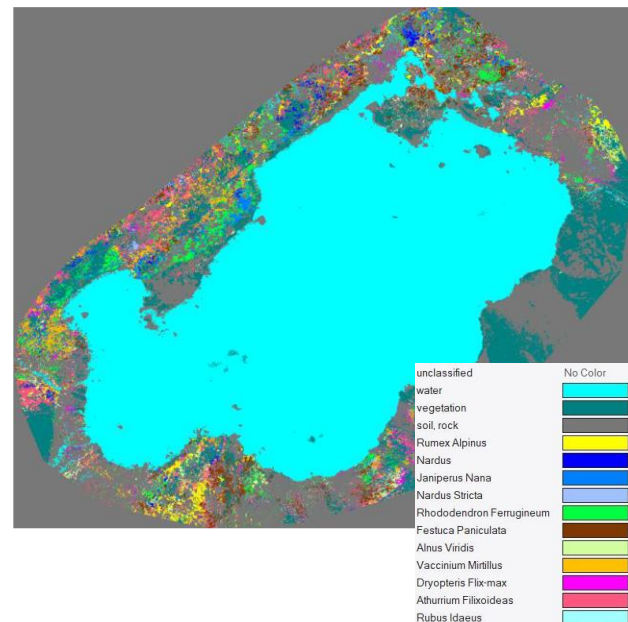 unclassified No Color
water
vegetation
soil, rock
Rumex Alpinus
Nardus
Janiperus Nana
Nardus Stricta
Rhododendron Ferrugineum
Festuca Paniculata
Alnus Viridis
Vaccinium Mirtillus
Dryopteris Flix-max
Athurrium Filixoideas
Rubus Idaeus